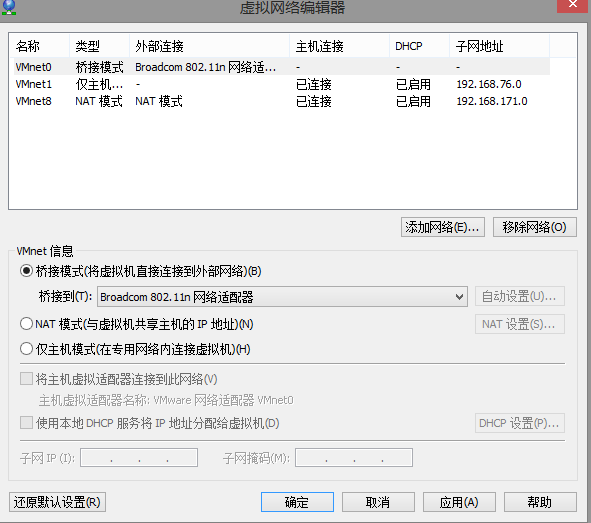 虚拟网络编辑器
名称 类型 外部连接 主机连接 DHCP 子网地址
VMnet0 桥接模式 Broadcom 802.11n 网络适... - - -
VMnet1 仅主机... - 已连接 已启用 192.168.76.0
VMnet8 NAT 模式 NAT 模式 已连接 已启用 192.168.171.0
添加网络(E)... 移除网络(O)
VMnet 信息
桥接模式(将虚拟机直接连接到外部网络)(B)
桥接到(T): Broadcom 802.11n 网络适配器 自动设置(U)...
NAT 模式(与虚拟机共享主机的 IP 地址)(N) NAT 设置(S)...
仅主机模式(在专用网络内连接虚拟机)(H)
将主机虚拟适配器连接到此网络(V)
主机虚拟适配器名称: VMware 网络适配器 VMnet0
使用本地 DHCP 服务将 IP 地址分配给虚拟机(D) DHCP 设置(P)...
子网 IP (I): . . . 子网掩码(M): . . .
还原默认设置(R) 确定 取消 应用(A) 帮助